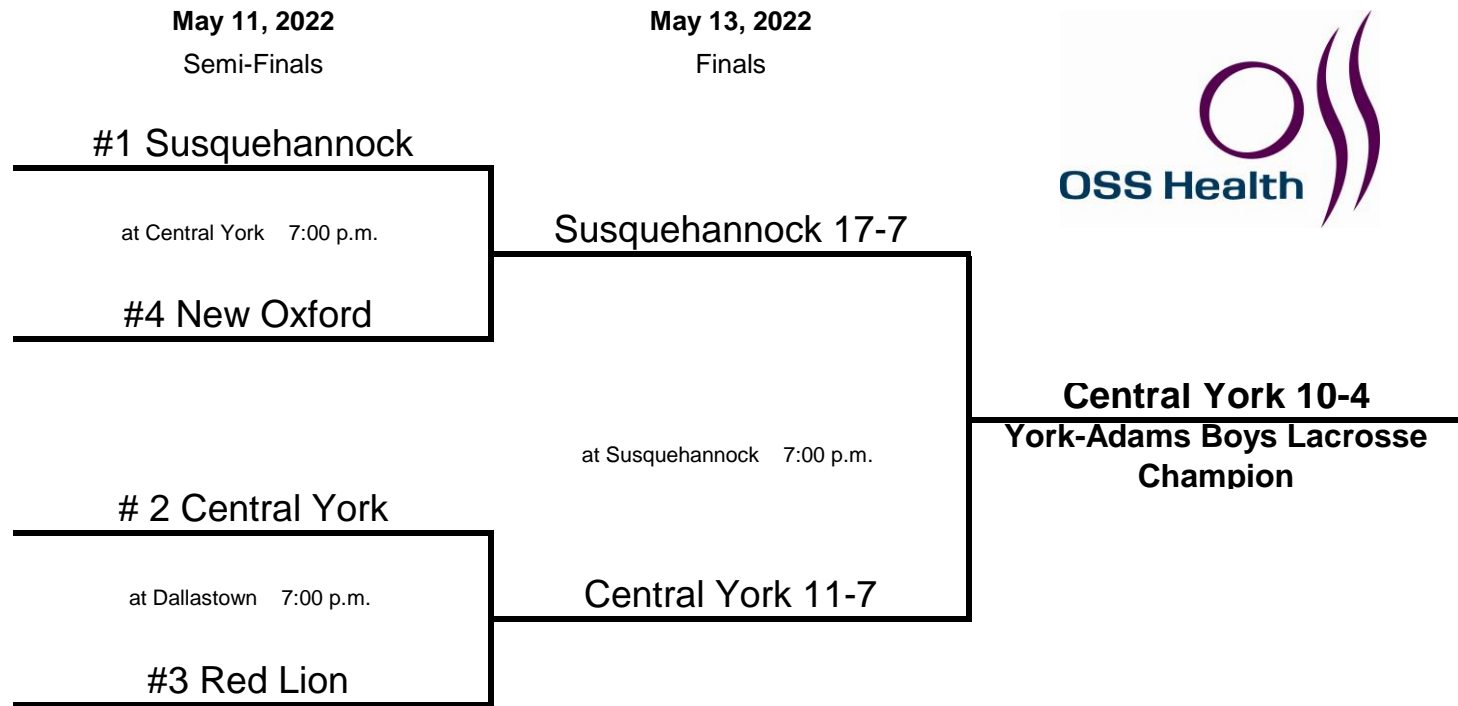 May 11, 2022
Semi-Finals
May 13, 2022
Finals
OSS
OSS Health
#1 Susquehannock
at Central York 7:00 p.m.
#4 New Oxford
Susquehannock 17-7
Central York 10-4
York-Adams Boys Lacrosse
Champion
at Susquehannock 7:00 p.m.
# 2 Central York
at Dallastown 7:00 p.m.
#3 Red Lion
Central York 11-7